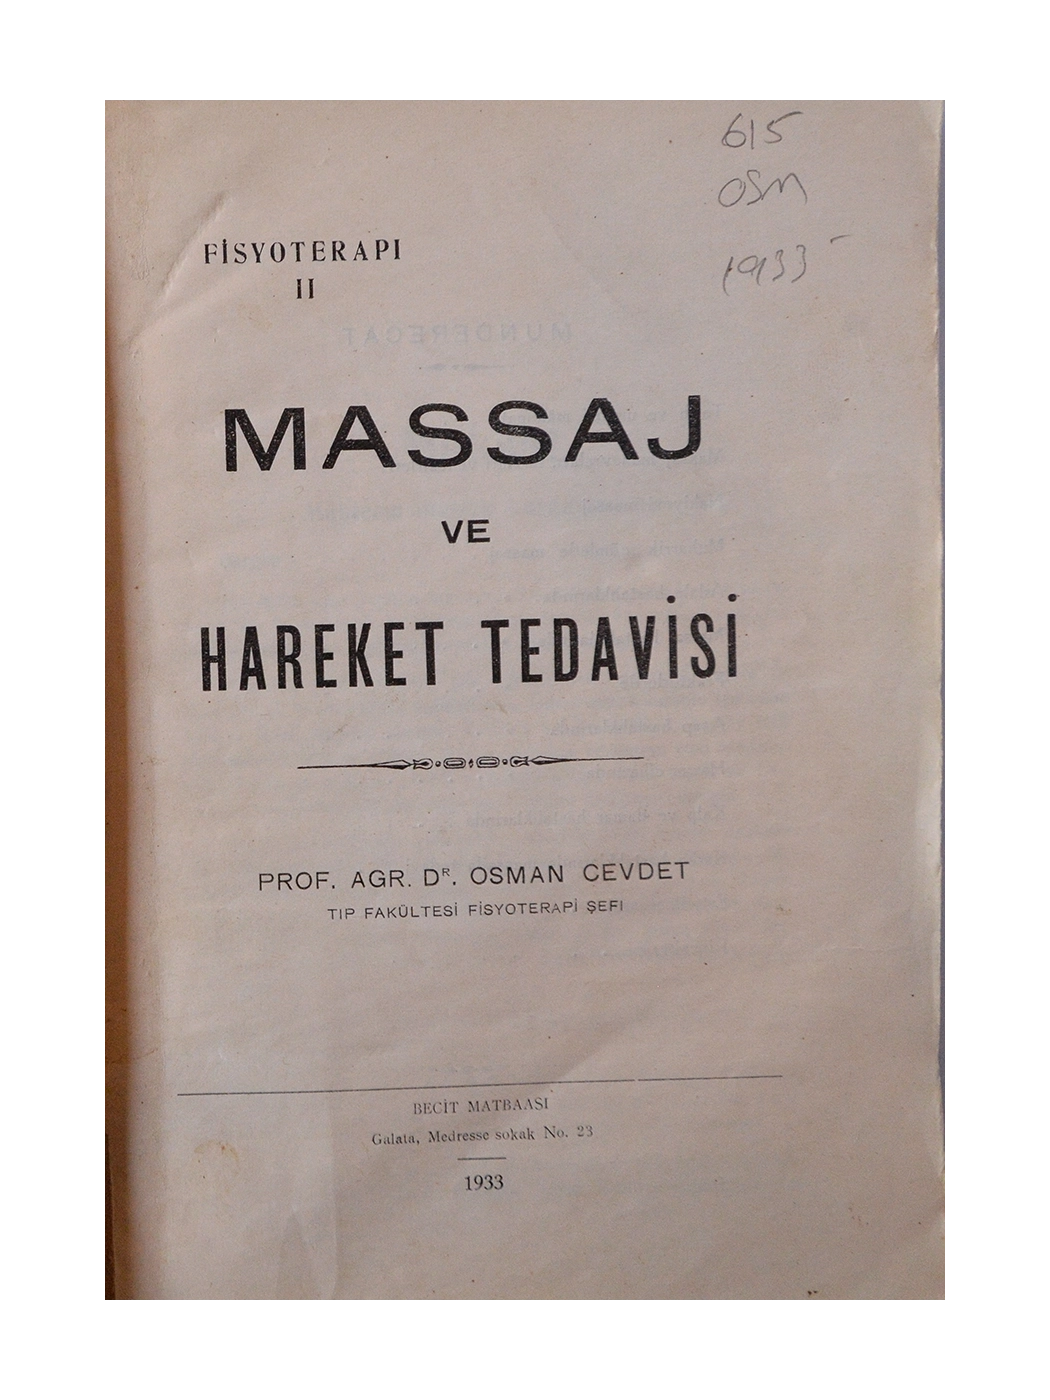 615
OSM
1933
FİSYOTERAPI
II
MASSAJ
VE
HAREKET TEDAVİSİ
PROF. AGR. DR. OSMAN CEVDET
TIP FAKÜLTESİ FİSYOTERAPİ ŞEFI
BECİT MATBAASI
Galata, Medresse sokak No. 23
1933